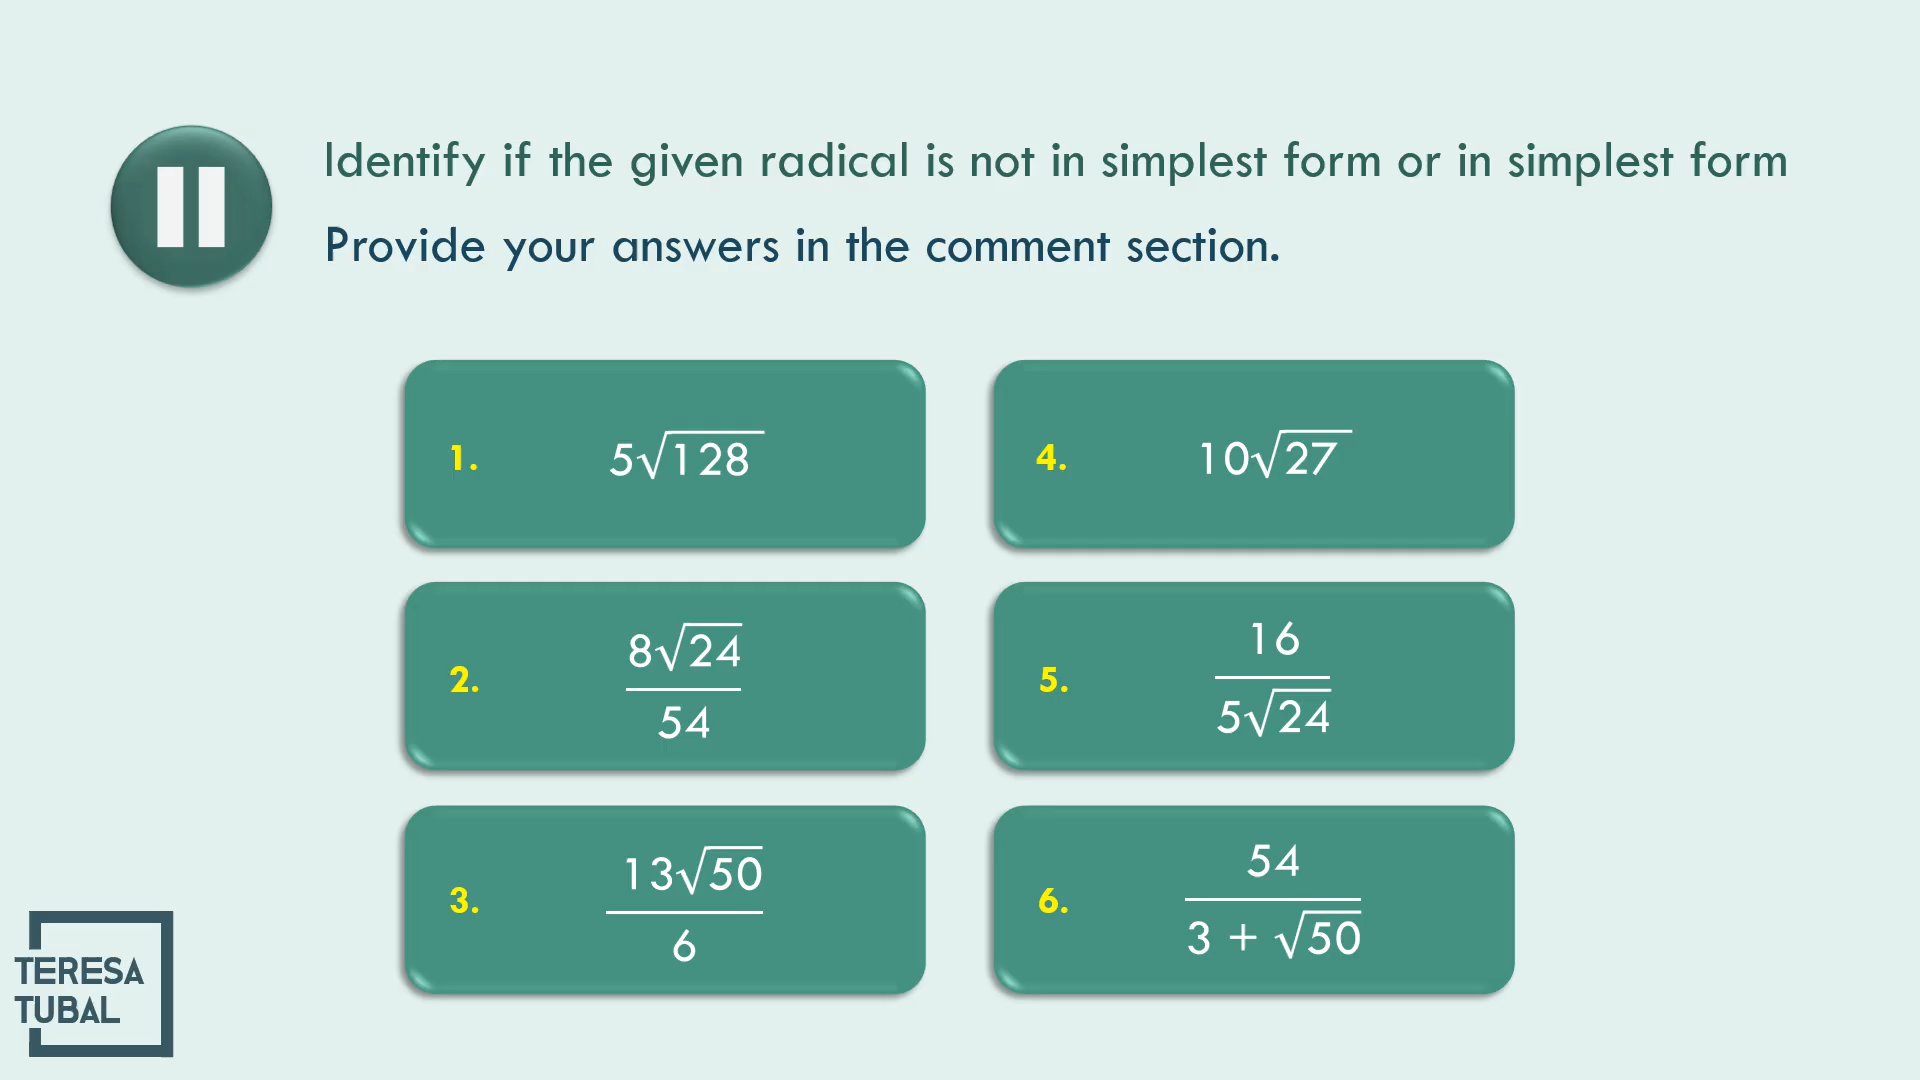 Identify if the given radical is not in simplest form or in simplest form
Provide your answers in the comment section.
1. 5√128
2. 8√24
54
3. 13√50
6
4. 10√27
5. 16
5√24
6. 54
3 + √50
TERESA
TUBAL